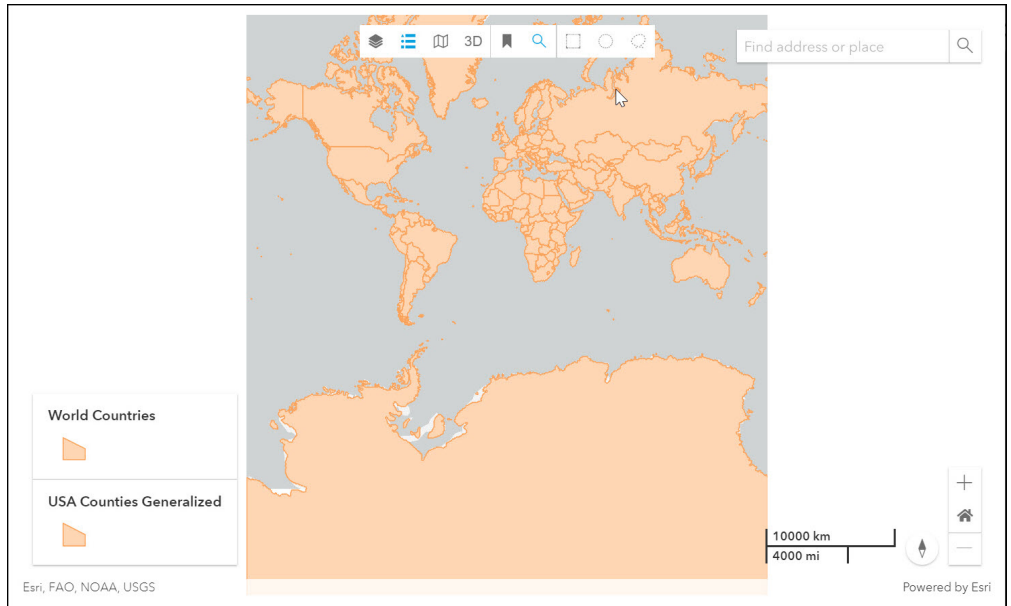 3D
Find address or place
World Countries
USA Counties Generalized
10000 km
4000 mi
Esri, FAO, NOAA, USGS
Powered by Esri